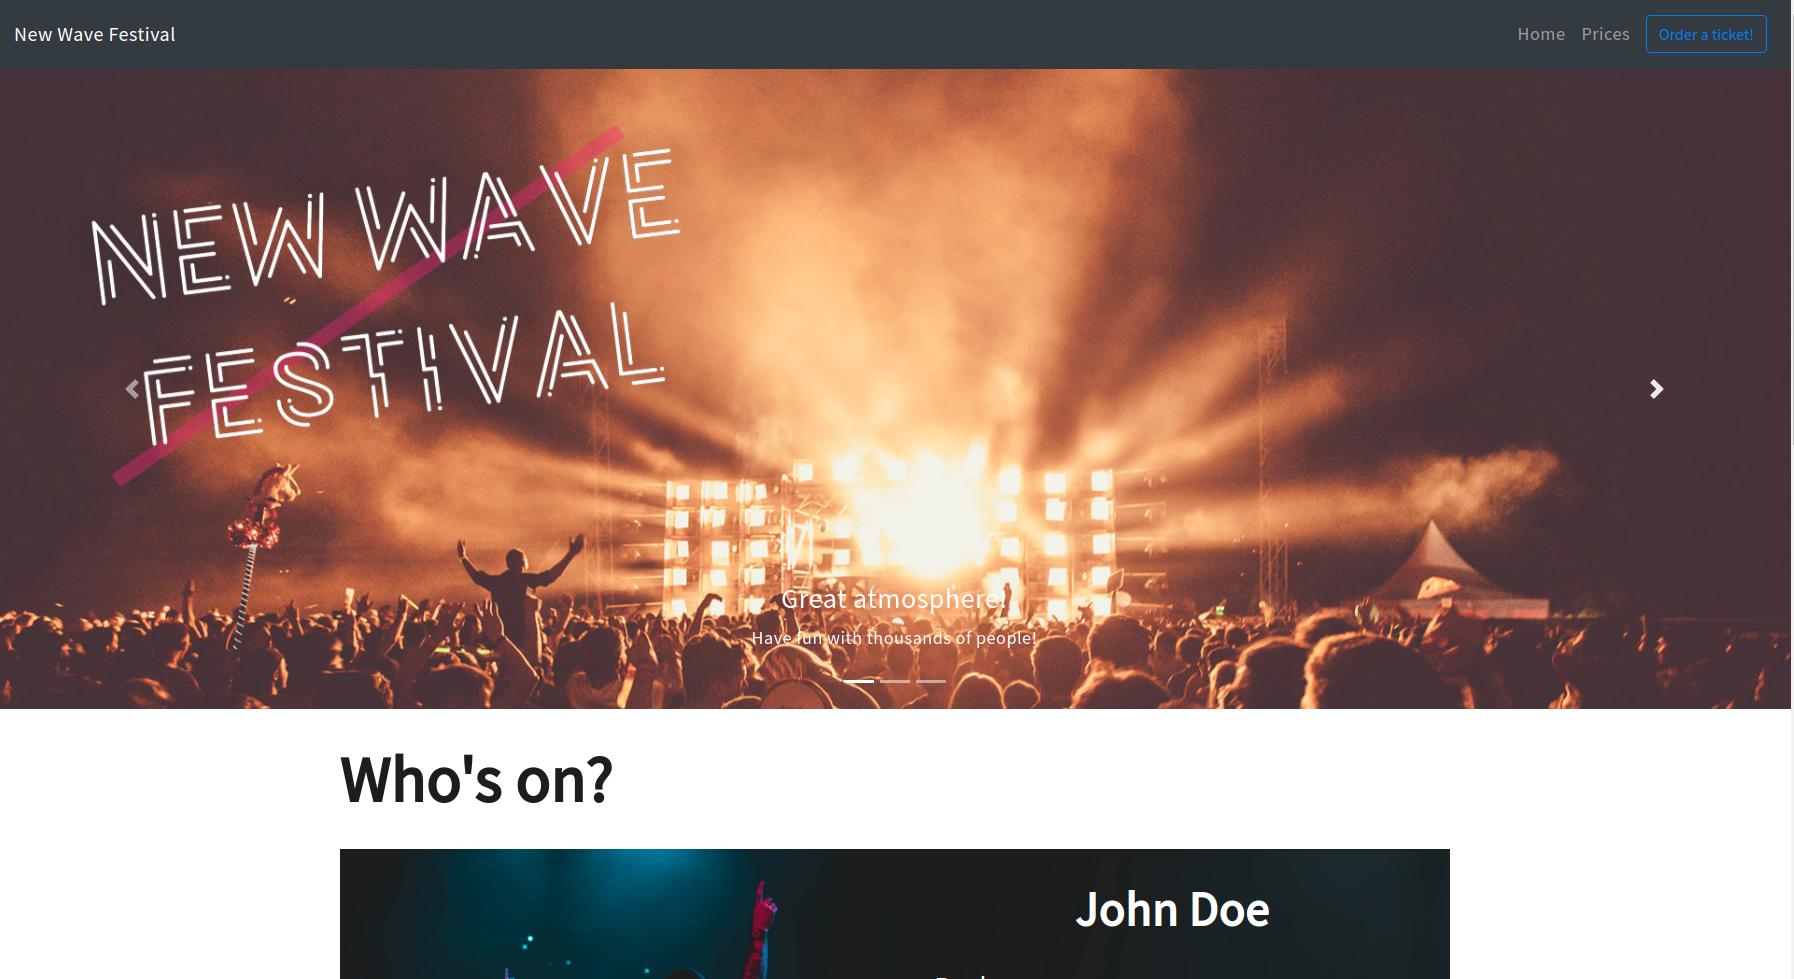 New Wave Festival
Home Prices Order a ticket!
NEW WAVE
FESTIVAL
Great atmosphere!
Have fun with thousands of people!
Who's on?
John Doe